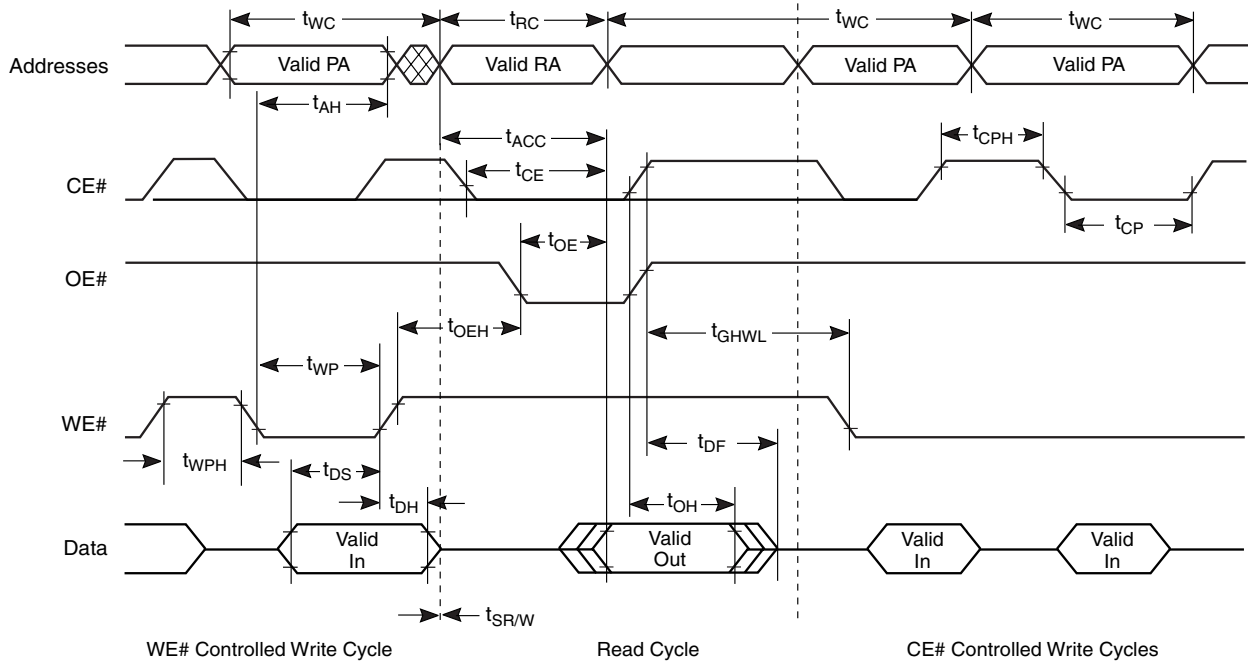 tWC tRC tWC tWC
Addresses Valid PA Valid RA Valid PA Valid PA
tAH
tACC tCPH
CE# tCE
tOE tCP
OE#
tOEH tGHWL
tWP
WE#
tWPH tDS tDF
tDH tOH
Data Valid In Valid Out Valid In Valid In
tSR/W
WE# Controlled Write Cycle Read Cycle CE# Controlled Write Cycles